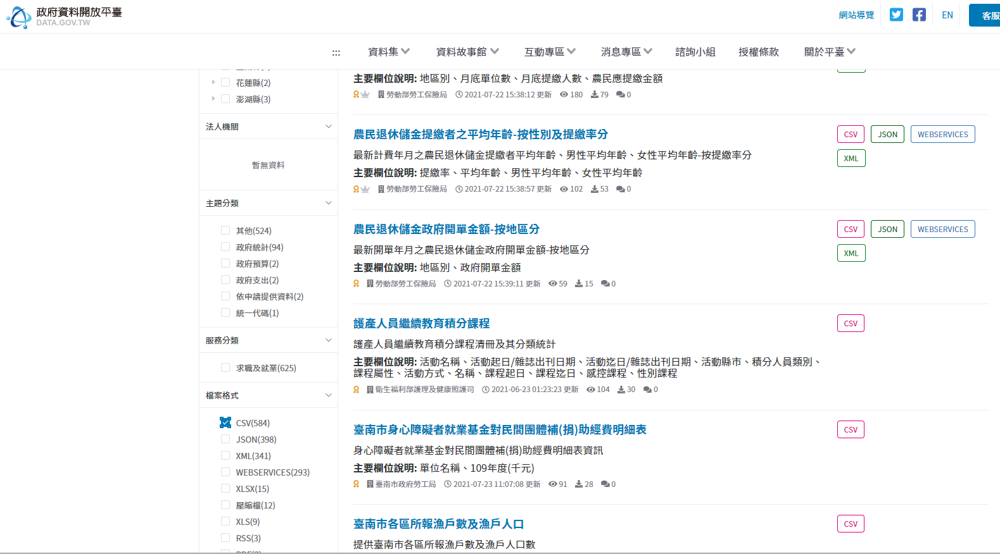 政府資料開放平臺
DATA.GOV.TW
網站導覽
EN
客服
:::
資料集
資料故事館
互動專區
消息專區
諮詢小組
授權條款
關於平臺
花蓮縣(2)
澎湖縣(3)
法人機關
暫無資料
主題分類
其他(524)
政府統計(94)
政府預算(2)
政府支出(2)
依申請提供資料(2)
統一代碼(1)
服務分類
求職及就業(625)
檔案格式
CSV(584)
JSON(398)
XML(341)
WEBSERVICES(293)
XLSX(15)
壓縮檔(12)
XLS(9)
RSS(3)
主要欄位說明: 地區別、月底單位數、月底提繳人數、農民應提繳金額
勞動部勞工保險局 2021-07-22 15:38:12 更新 180 79 0
農民退休儲金提繳者之平均年齡-按性別及提繳率分
CSV JSON WEBSERVICES
XML
最新計費年月之農民退休儲金提繳者平均年齡、男性平均年齡、女性平均年齡-按提繳率分
主要欄位說明: 提繳率、平均年齡、男性平均年齡、女性平均年齡
勞動部勞工保險局 2021-07-22 15:38:57 更新 102 53 0
農民退休儲金政府開單金額-按地區分
CSV JSON WEBSERVICES
XML
最新開單年月之農民退休儲金政府開單金額-按地區分
主要欄位說明: 地區別、政府開單金額
勞動部勞工保險局 2021-07-22 15:39:11 更新 59 15 0
護產人員繼續教育積分課程
CSV
護產人員繼續教育積分課程清冊及其分類統計
主要欄位說明: 活動名稱、活動起日/雜誌出刊日期、活動迄日/雜誌出刊日期、活動縣市、積分人員類別、
課程屬性、活動方式、名稱、課程起日、課程迄日、感控課程、性別課程
衛生福利部護理及健康照護司 2021-06-23 01:23:23 更新 104 30 0
臺南市身心障礙者就業基金對民間團體補(捐)助經費明細表
CSV
身心障礙者就業基金對民間團體補(捐)助經費明細表資訊
主要欄位說明: 單位名稱、109年度(千元)
臺南市政府勞工局 2021-07-23 11:07:08 更新 91 28 0
臺南市各區所報漁戶數及漁戶人口
CSV
提供臺南市各區所報漁戶數及漁戶人口數